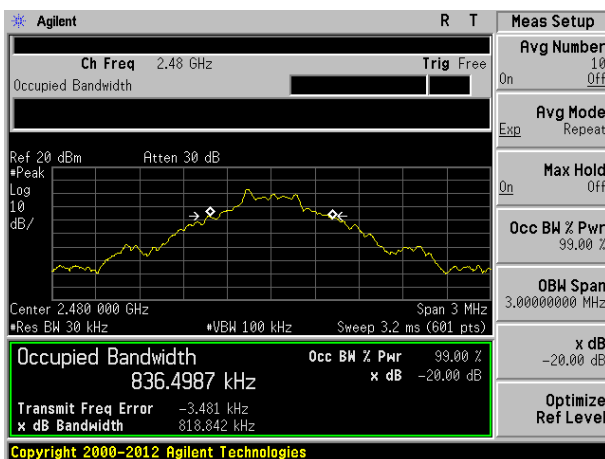 Agilent R T
Ch Freq 2.48 GHz Trig Free
Occupied Bandwidth
Ref 20 dBm Atten 30 dB
#Peak
Log
10
dB/
Center 2.480 000 GHz Span 3 MHz
#Res BW 30 kHz #VBW 100 kHz Sweep 3.2 ms (601 pts)
Occupied Bandwidth Occ BW % Pwr 99.00 %
836.4987 kHz x dB -20.00 dB
Transmit Freq Error -3.481 kHz
x dB Bandwidth 818.842 kHz
Copyright 2000-2012 Agilent Technologies
Meas Setup
Avg Number
10
On Off
Avg Mode
Exp Repeat
Max Hold
On Off
Occ BW % Pwr
99.00 %
OBW Span
3.00000000 MHz
x dB
-20.00 dB
Optimize
Ref Level